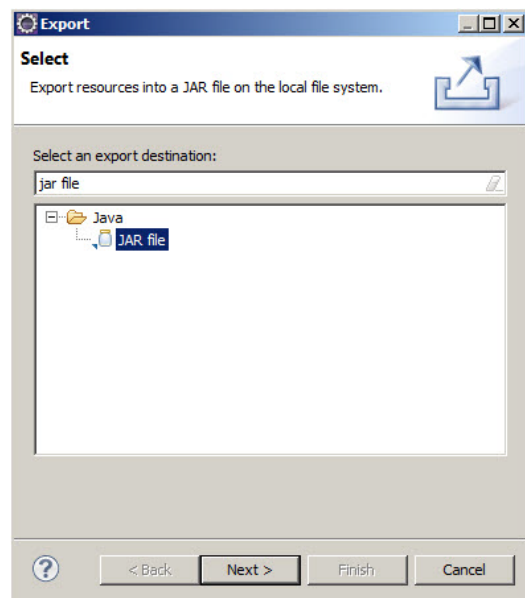 Export
Select
Export resources into a JAR file on the local file system.
Select an export destination:
jar file
Java
JAR file
? < Back Next > Finish Cancel